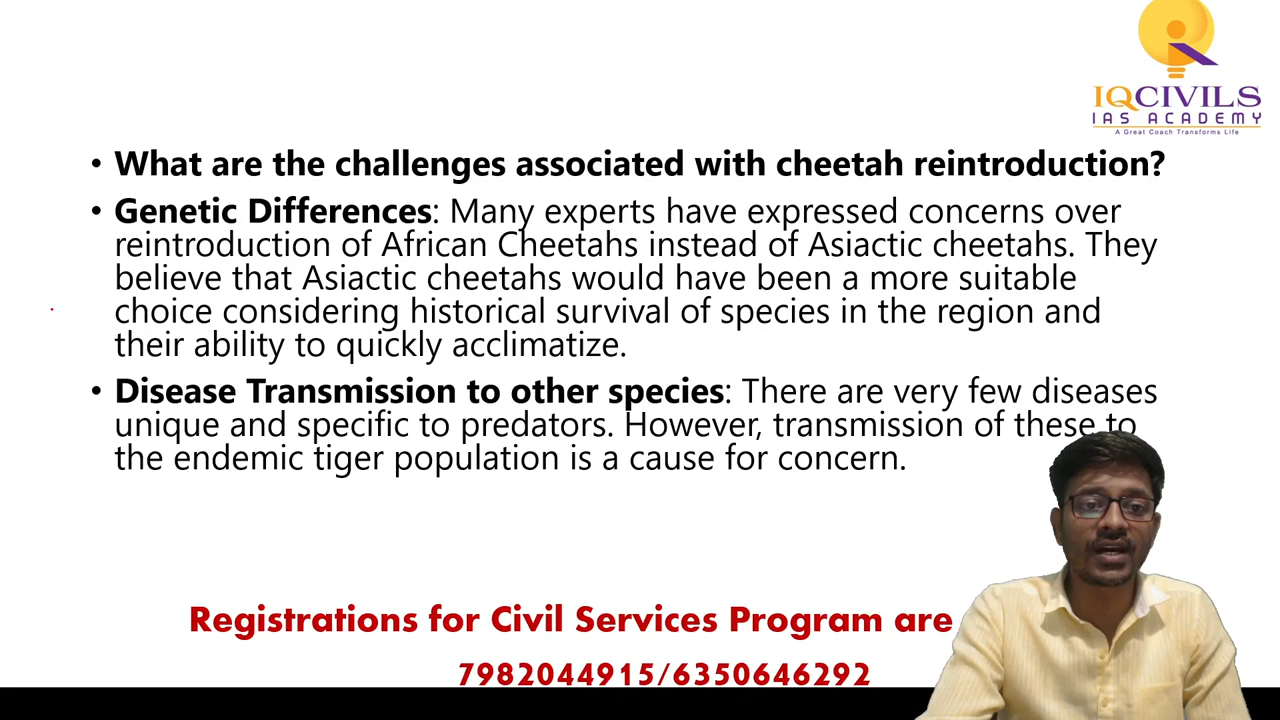 IQCIVILS
IAS ACADEMY
A Great Coach Transforms Life
• What are the challenges associated with cheetah reintroduction?
• Genetic Differences: Many experts have expressed concerns over
reintroduction of African Cheetahs instead of Asiactic cheetahs. They
believe that Asiactic cheetahs would have been a more suitable
choice considering historical survival of species in the region and
their ability to quickly acclimatize.
• Disease Transmission to other species: There are very few diseases
unique and specific to predators. However, transmission of these to
the endemic tiger population is a cause for concern.
Registrations for Civil Services Program are
7982044915/6350646292